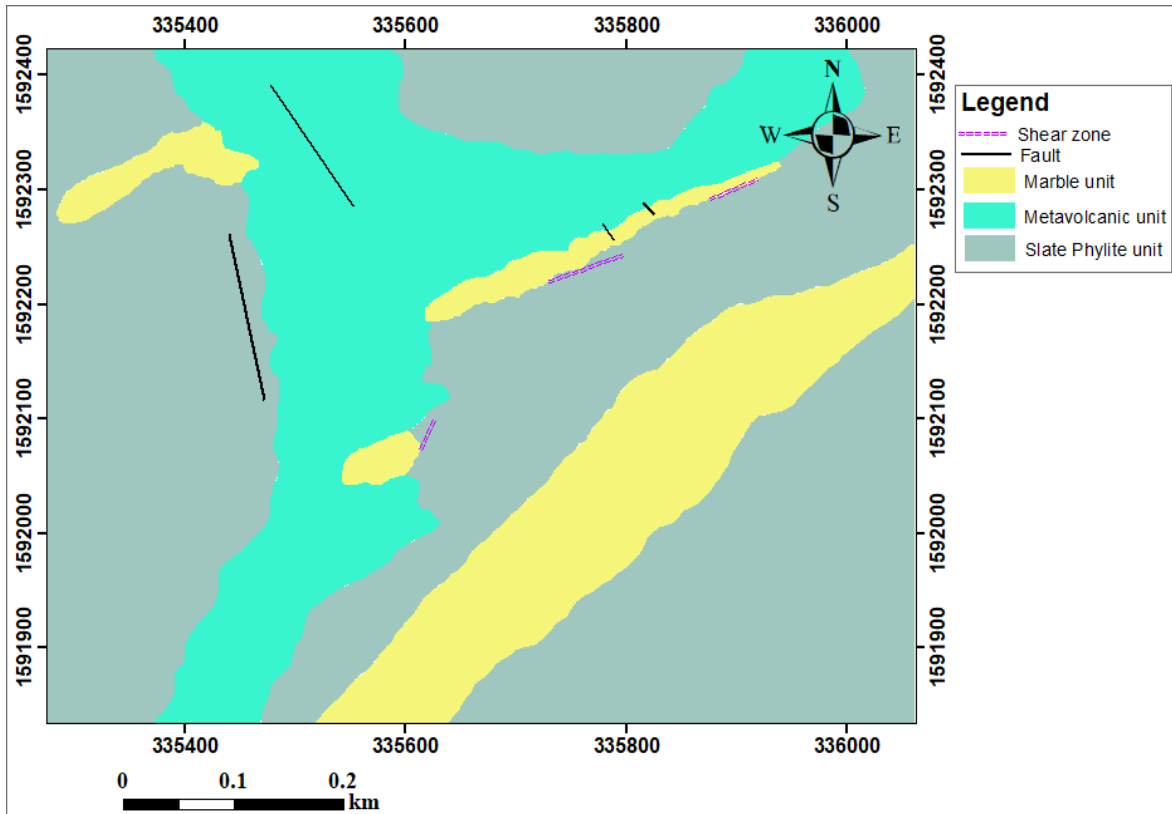 335400 335600 335800 336000
1592400
1592300
1592200
1592100
1592000
1591900
N
W E
S
1592400
1592300
1592200
1592100
1592000
1591900
Legend
Shear zone
Fault
Marble unit
Metavolcanic unit
Slate Phylite unit
335400 335600 335800 336000
0 0.1 0.2
km